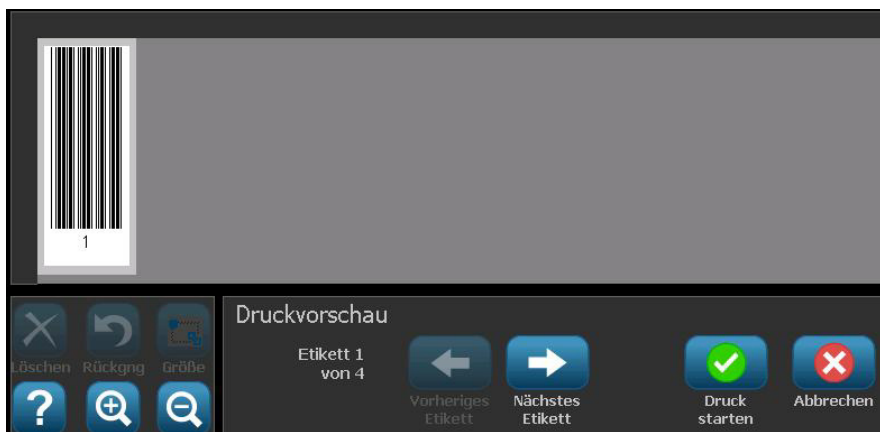 1
Löschen
Rückgng
Größe
?
Druckvorschau
Etikett 1
von 4
Vorheriges
Etikett
Nächstes
Etikett
Druck
starten
Abbrechen